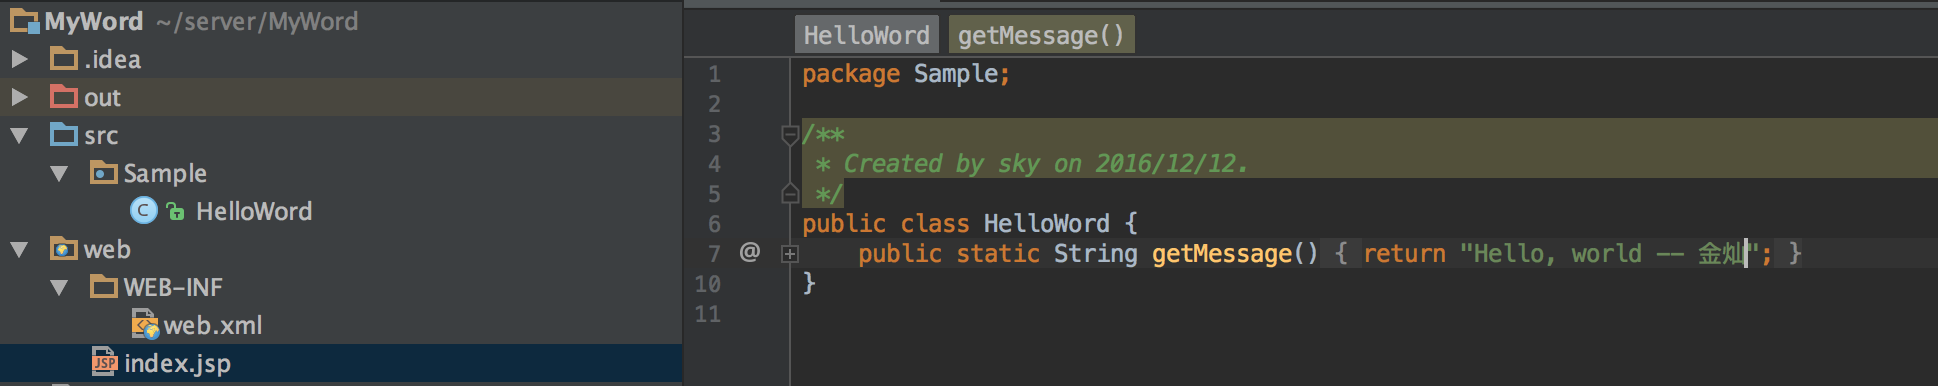 MyWord ~/server/MyWord
.idea
out
src
Sample
C HelloWord
web
WEB-INF
web.xml
JSP index.jsp
HelloWord getMessage()
1 package Sample;
2
3 /**
4 * Created by sky on 2016/12/12.
5 */
6 public class HelloWord {
7 @ public static String getMessage() { return "Hello, world -- 金灿"; }
10 }
11